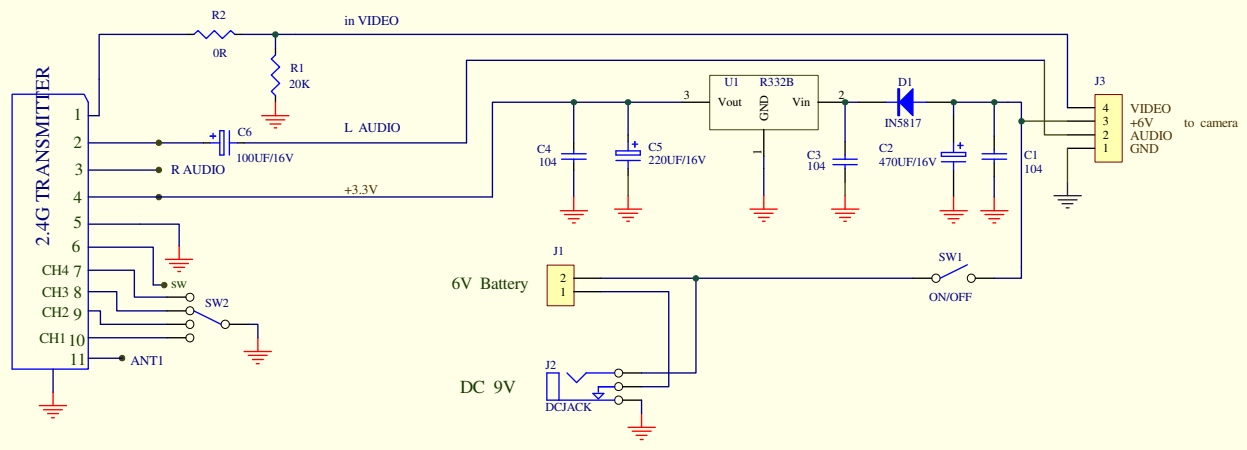 R2
0R
in VIDEO
R1
20K
2.4G TRANSMITTER
1
2
3
4
5
6
CH4 7
CH3 8
CH2 9
CH1 10
11
C6
100UF/16V
L AUDIO
R AUDIO
+3.3V
sw
SW2
ANT1
C4
104
C5
220UF/16V
3
U1 R332B
Vout
GND
Vin
1
2
D1
IN5817
C3
104
C2
470UF/16V
C1
104
J3
4 VIDEO
3 +6V
2 AUDIO
1 GND
to camera
J1
6V Battery
2
1
SW1
ON/OFF
J2
DC 9V
DCJACK